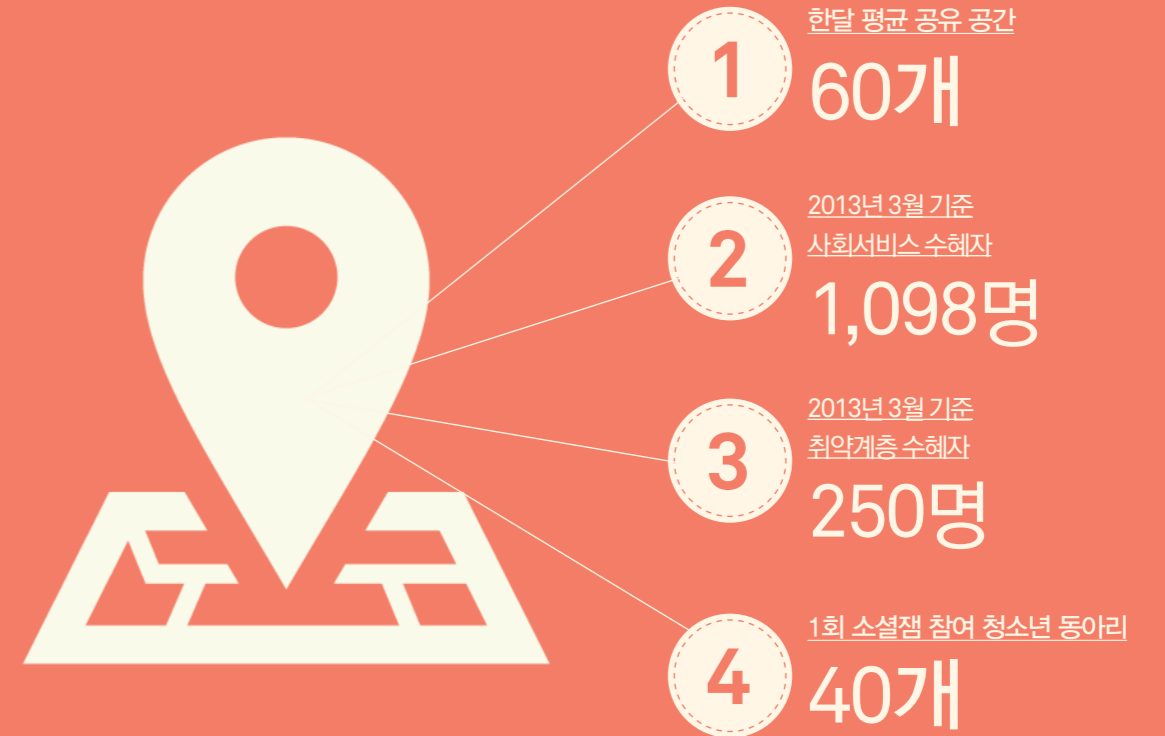 1
한달 평균 공유 공간
60개
2
2013년 3월 기준
사회서비스 수혜자
1,098명
3
2013년 3월 기준
취약계층 수혜자
250명
4
1회 소셜잼 참여 청소년 동아리
40개